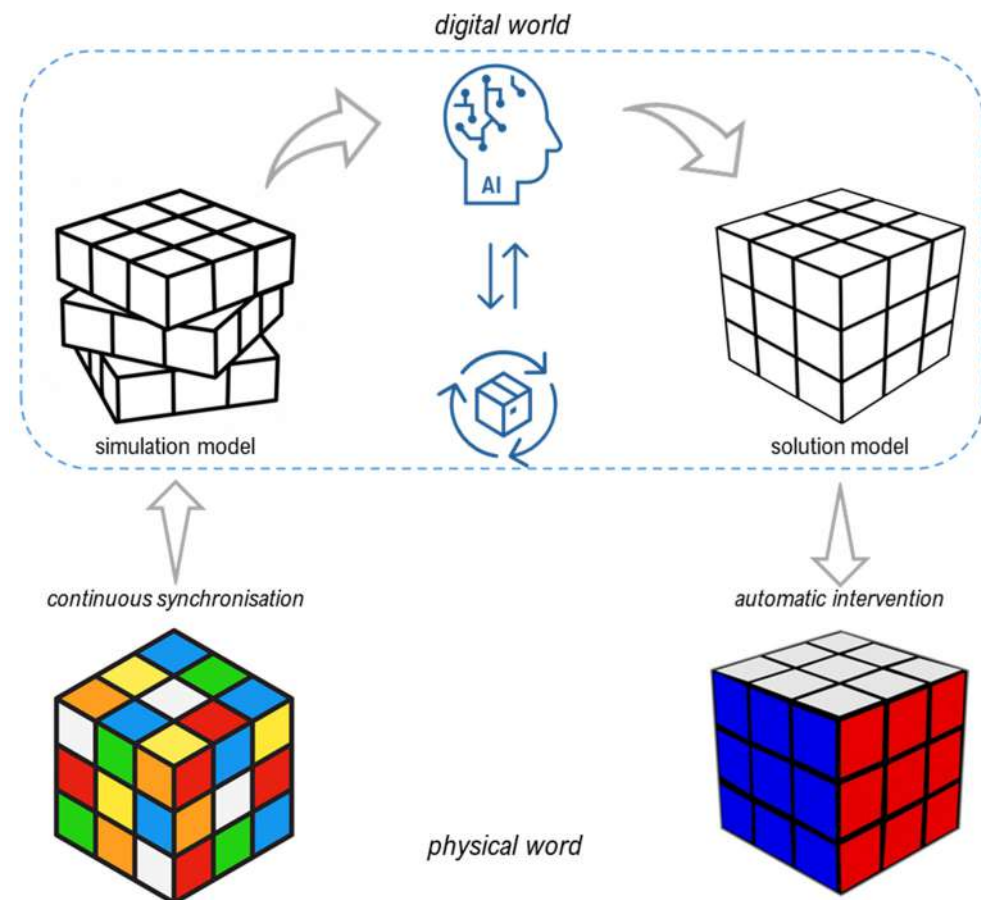 digital world
AI
simulation model
solution model
continuous synchronisation
automatic intervention
physical word